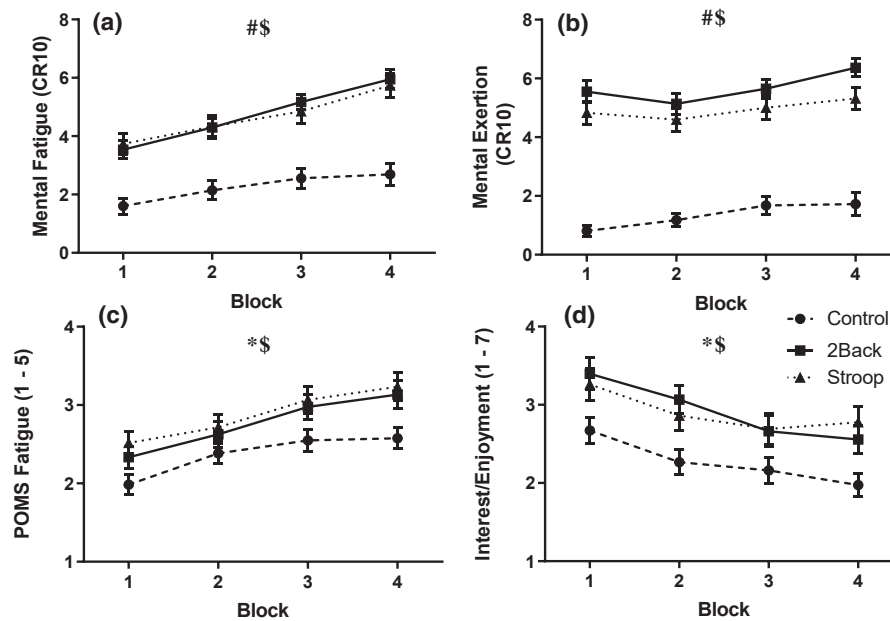 (a)
#$
Mental Fatigue (CR10)
8
6
4
2
0
1 2 3 4
Block
(b)
#$
Mental Exertion
(CR10)
8
6
4
2
0
1 2 3 4
Block
(c)
*$
POMS Fatigue (1 - 5)
4
3
2
1
1 2 3 4
Block
(d)
*$
Interest/Enjoyment (1 - 7)
4
3
2
1
1 2 3 4
Block
Control
2Back
Stroop